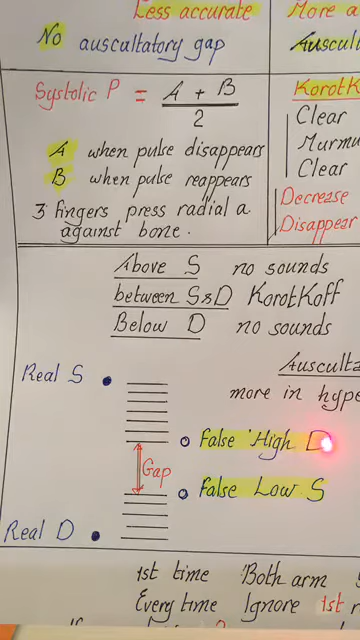 Less accurate
More a
No auscultatory gap
Auscul
Systolic P = A + B
2
A when pulse disappears
B when pulse reappears
3 fingers press radial a
against bone.
KorotK
Clear
Murmu
Clear
Decrease
Disappear
Above S no sounds
between S&D KorotKoff
Below D no sounds
Ausculta
more in hype
Real S
False High D
Gap
False Low S
Real D
1st time Both arm
Every time Ignore 1st r